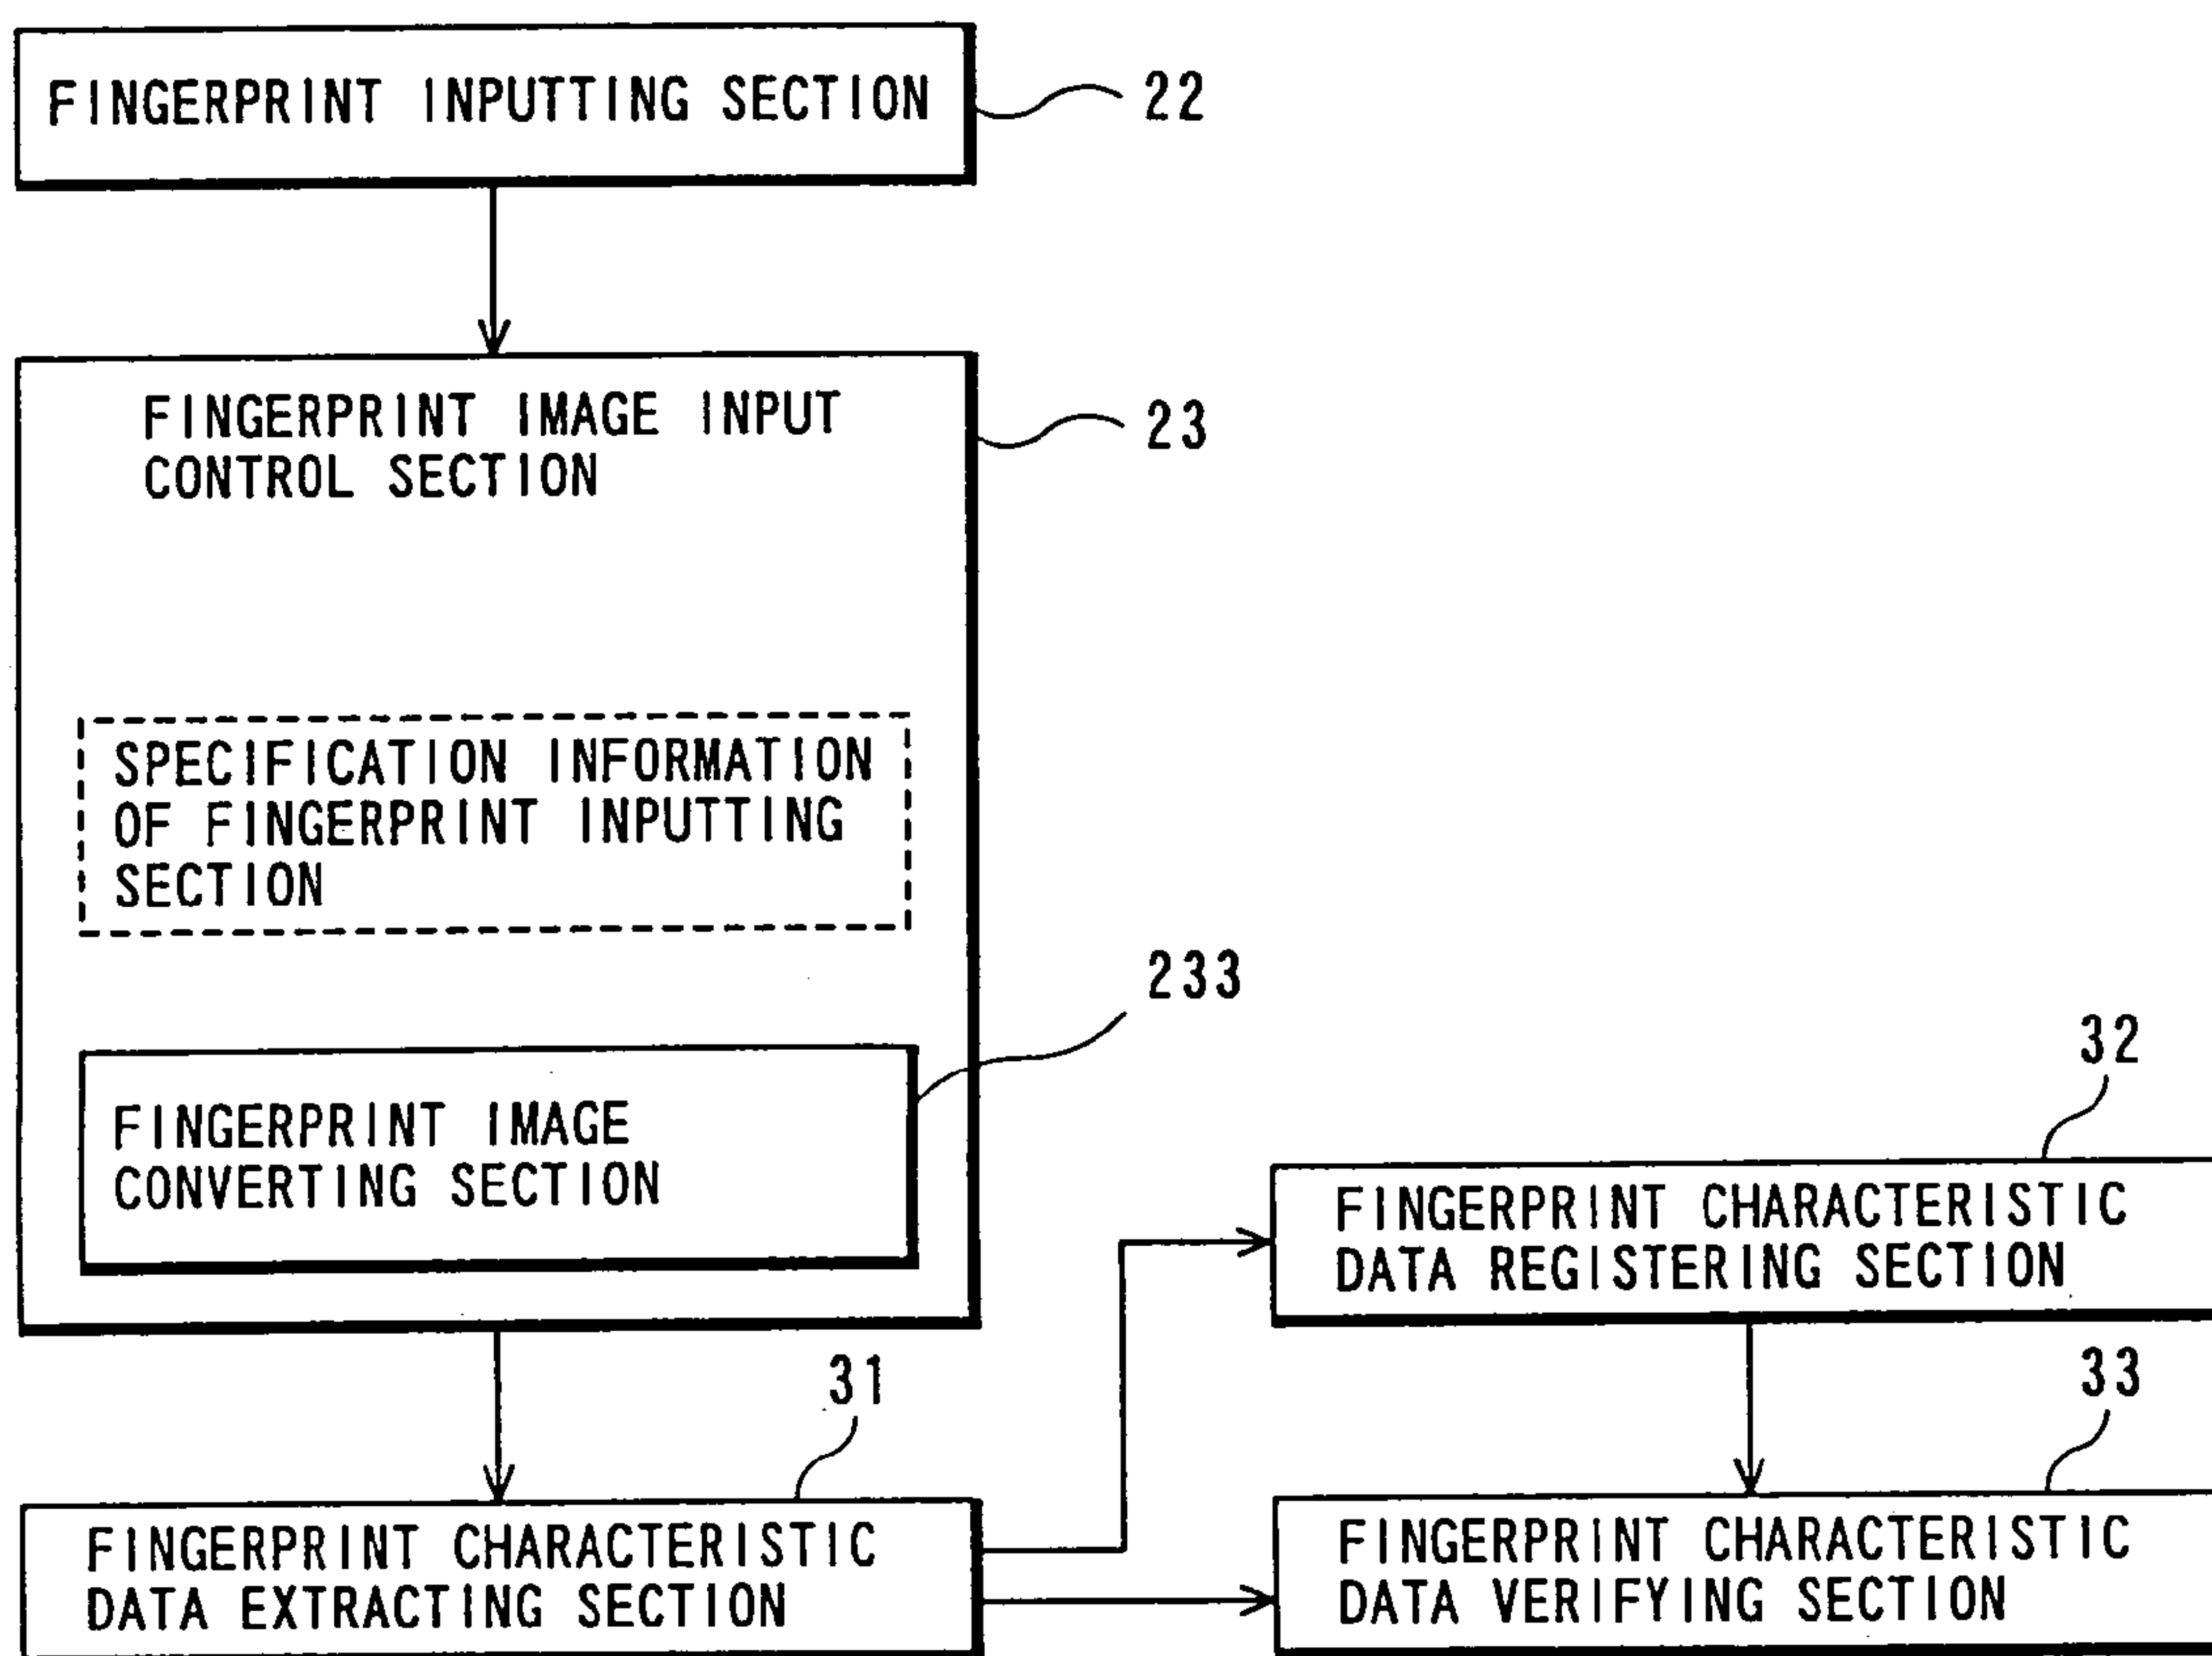 FINGERPRINT INPUTTING SECTION
22
FINGERPRINT IMAGE INPUT
CONTROL SECTION
23
SPECIFICATION INFORMATION
OF FINGERPRINT INPUTTING
SECTION
233
FINGERPRINT IMAGE
CONVERTING SECTION
32
FINGERPRINT CHARACTERISTIC
DATA REGISTERING SECTION
31
33
FINGERPRINT CHARACTERISTIC
DATA EXTRACTING SECTION
FINGERPRINT CHARACTERISTIC
DATA VERIFYING SECTION